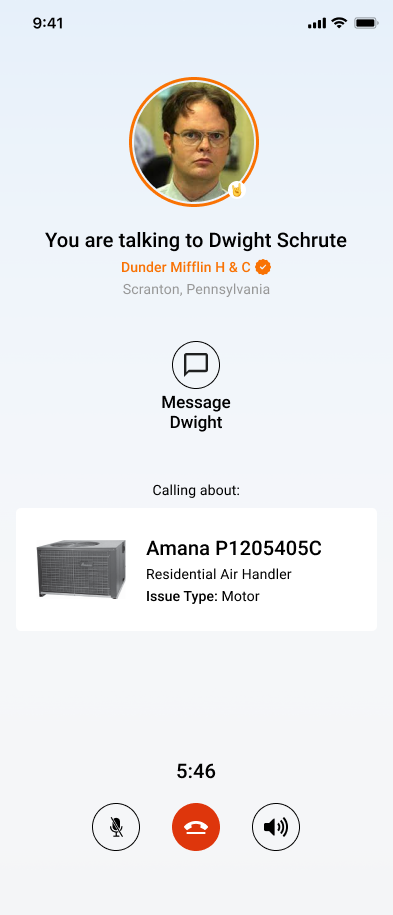 9:41
You are talking to Dwight Schrute
Dunder Mifflin H & C
Scranton, Pennsylvania
Message
Dwight
Calling about:
Amana P1205405C
Residential Air Handler
Issue Type: Motor
5:46